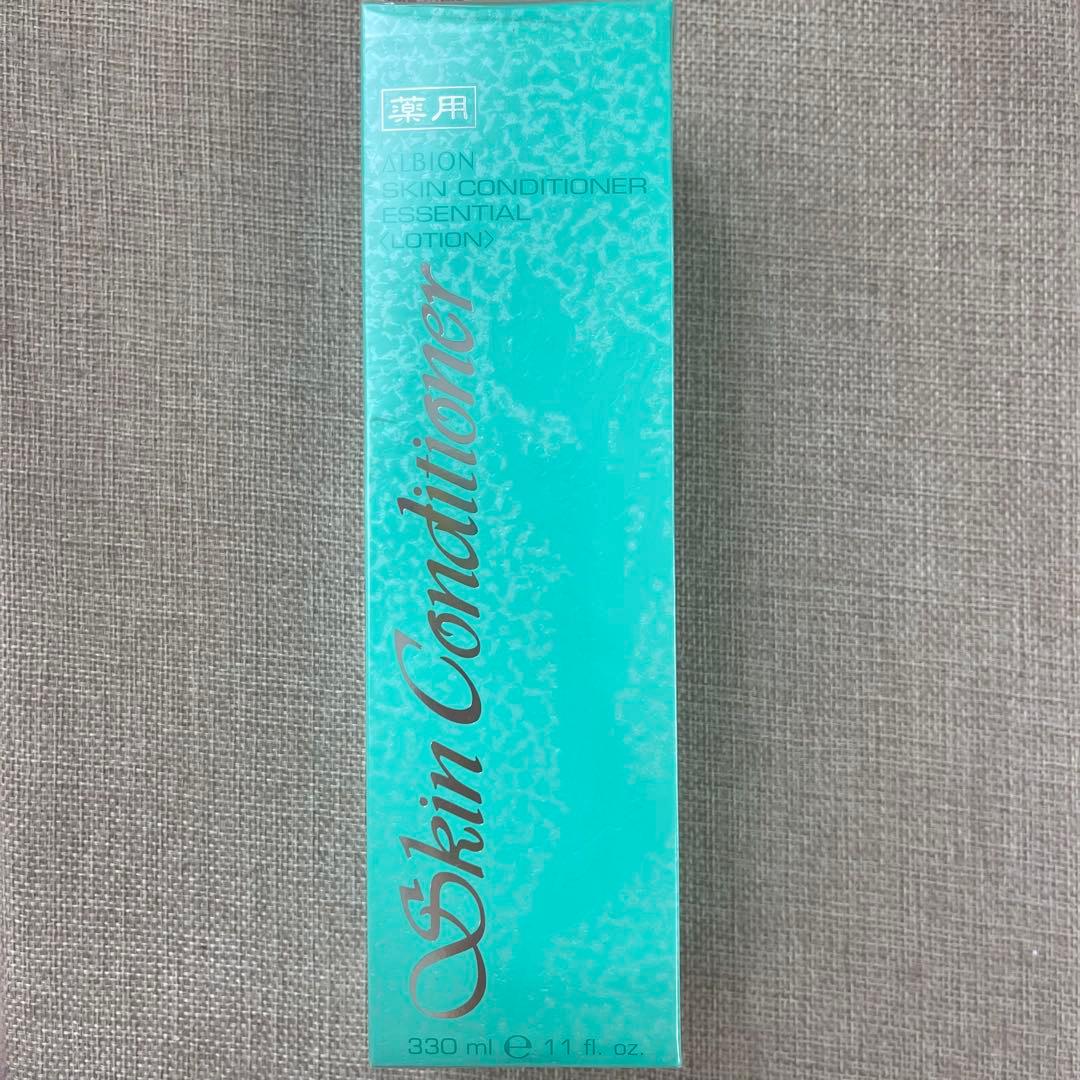 薬用
ALBION
SKIN CONDITIONER
ESSENTIAL
〈LOTION〉
Skin Conditioner
330 ml ℮ 11 fl. oz.